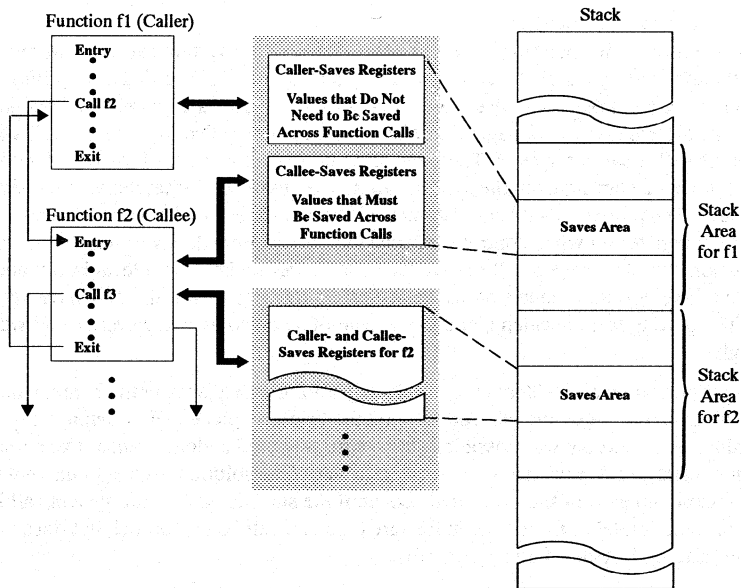 Function f1 (Caller)
Entry
Call f2
Exit
Function f2 (Callee)
Entry
Call f3
Exit
Caller-Saves Registers
Values that Do Not
Need to Be Saved
Across Function Calls
Callee-Saves Registers
Values that Must
Be Saved Across
Function Calls
Caller- and Callee-
Saves Registers for f2
Stack
Saves Area
Stack
Area
for f1
Saves Area
Stack
Area
for f2